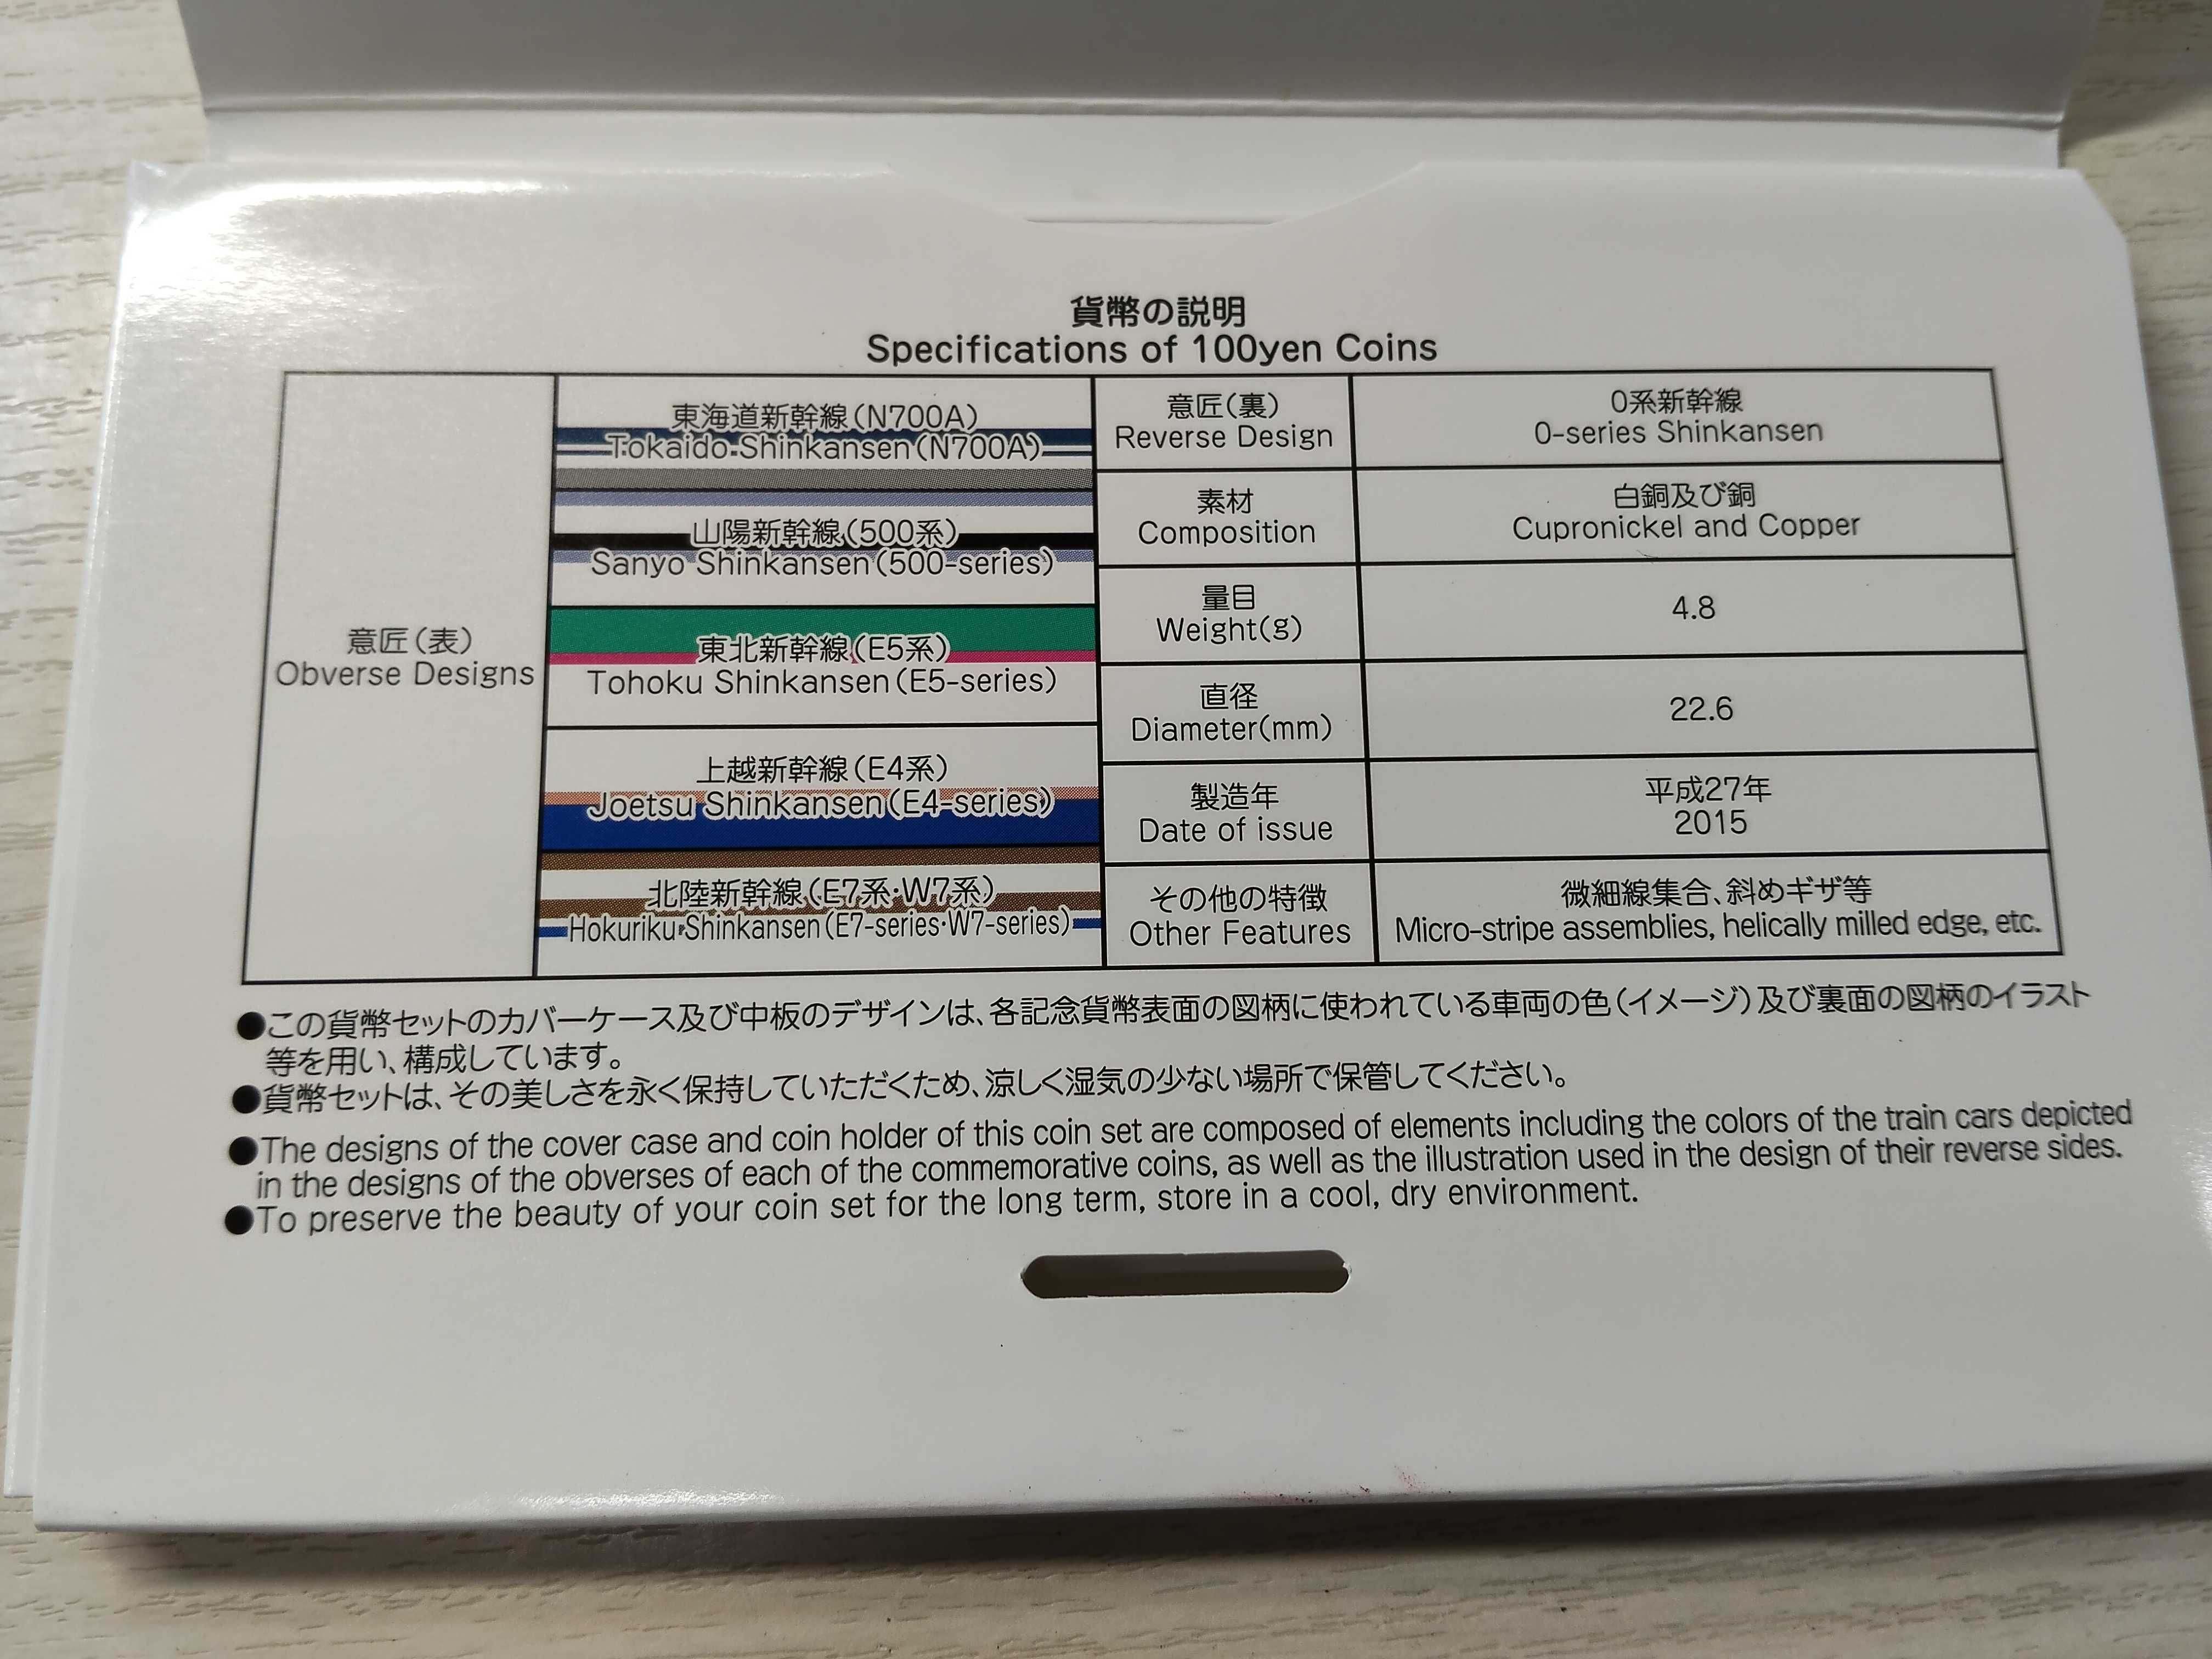 貨幣の説明
Specifications of 100yen Coins
意匠(表)
Obverse Designs
東海道新幹線(N700A)
Tokaido Shinkansen(N700A)
山陽新幹線(500系)
Sanyo Shinkansen(500-series)
東北新幹線(E5系)
Tohoku Shinkansen(E5-series)
上越新幹線(E4系)
Joetsu Shinkansen(E4-series)
北陸新幹線(E7系・W7系)
Hokuriku Shinkansen(E7-series・W7-series)
意匠(裏)
Reverse Design
0系新幹線
0-series Shinkansen
素材
Composition
白銅及び銅
Cupronickel and Copper
量目
Weight(g)
4.8
直径
Diameter(mm)
22.6
製造年
Date of issue
平成27年
2015
その他の特徴
Other Features
微細線集合、斜めギザ等
Micro-stripe assemblies, helically milled edge, etc.
●この貨幣セットのカバーケース及び中板のデザインは、各記念貨幣表面の図柄に使われている車両の色(イメージ)及び裏面の図柄のイラスト
等を用い、構成しています。
●貨幣セットは、その美しさを永く保持していただくため、涼しく湿気の少ない場所で保管してください。
●The designs of the cover case and coin holder of this coin set are composed of elements including the colors of the train cars depicted
in the designs of the obverses of each of the commemorative coins, as well as the illustration used in the design of their reverse sides.
●To preserve the beauty of your coin set for the long term, store in a cool, dry environment.